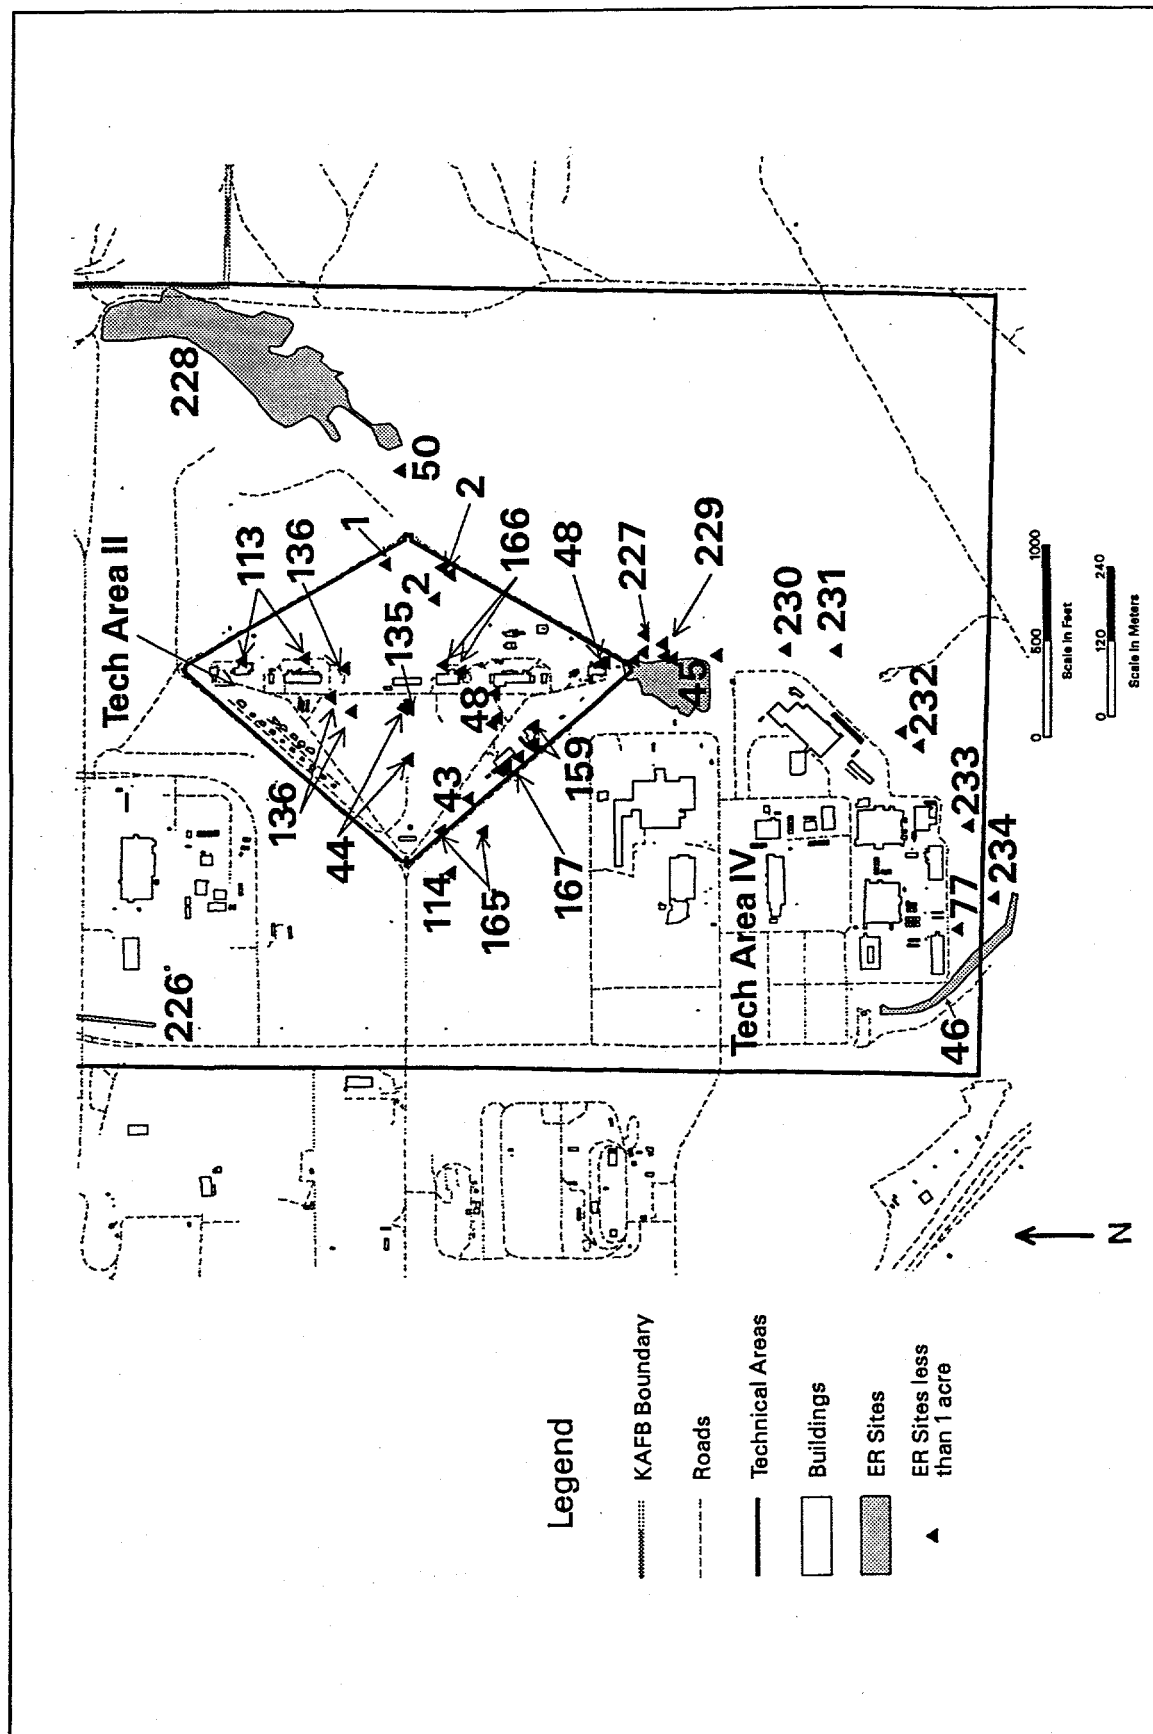 Tech Area II
228
50
113
136
1
2
2
166
48
227
229
135
136
44
48
43
159
114
165
167
45
230
231
232
233
234
77
46
226
Tech Area IV
0 500 1000
Scale in Feet
0 120 240
Scale in Meters
N
Legend
KAFB Boundary
Roads
Technical Areas
Buildings
ER Sites
ER Sites less
than 1 acre